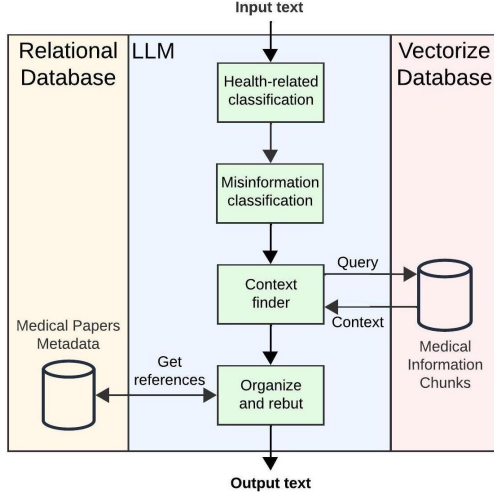 Input text
Relational
Database
LLM
Vectorize
Database
Health-related
classification
Misinformation
classification
Context
finder
Query
Context
Medical
Information
Chunks
Medical Papers
Metadata
Get
references
Organize
and rebut
Output text